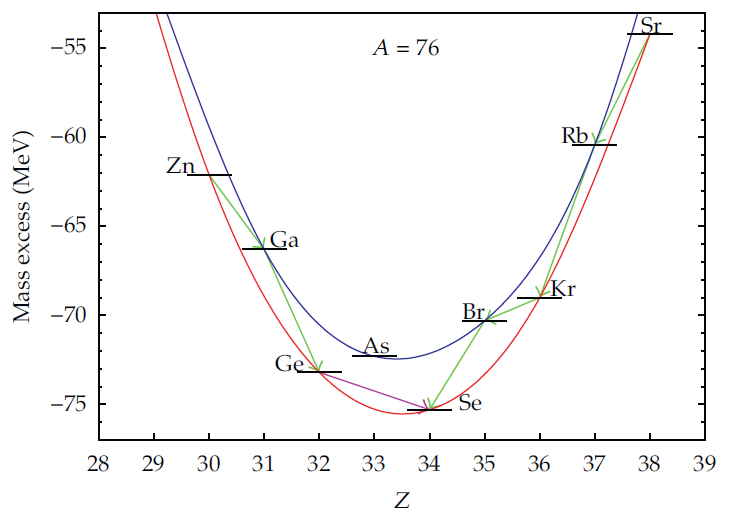 A = 76
Mass excess (MeV)
−55
−60
−65
−70
−75
Sr
Rb
Zn
Ga
Kr
Br
As
Ge
Se
28 29 30 31 32 33 34 35 36 37 38 39
Z